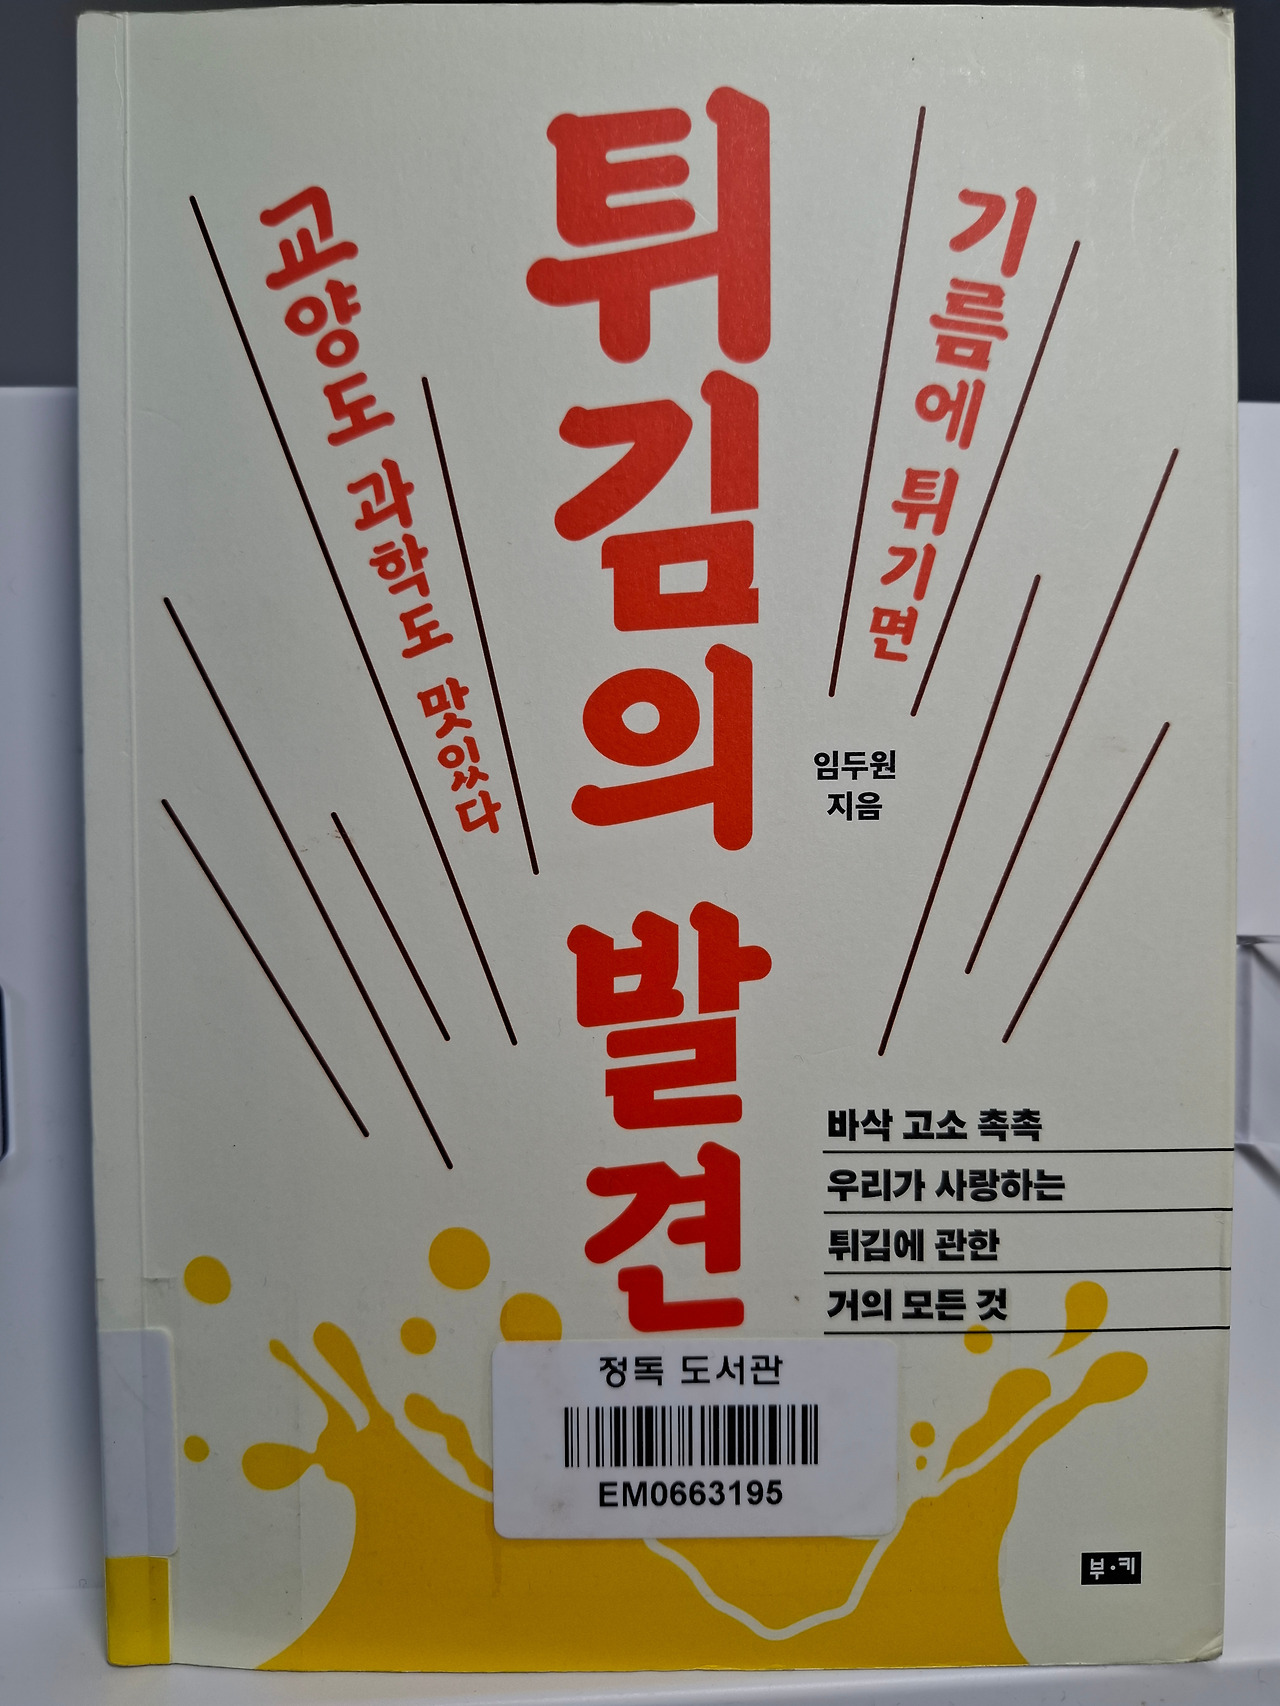 기름에 튀기면
교양도 과학도 맛있다
튀김의 발견
임두원
지음
바삭 고소 촉촉
우리가 사랑하는
튀김에 관한
거의 모든 것
정독 도서관
EM0663195
부·키